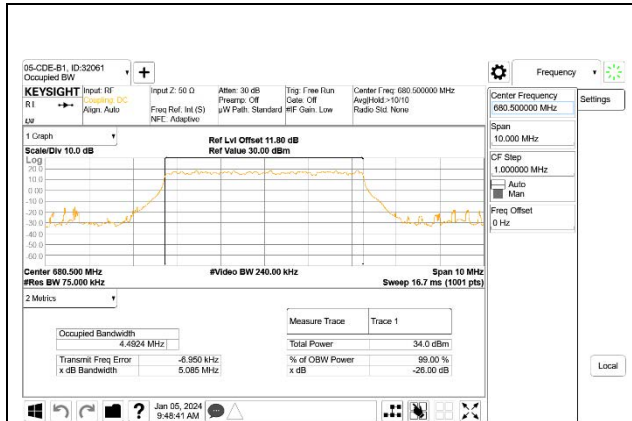 05-CDE-B1, ID:32061
Occupied BW
Frequency
KEYSIGHT
Input: RF
Coupling: DC
Align: Auto
Input Z: 50 Ω
Freq Ref: Int (S)
NFE: Adaptive
Atten: 30 dB
Preamp: Off
µW Path: Standard
Trig: Free Run
Gate: Off
#IF Gain: Low
Center Freq: 680.500000 MHz
Avg|Hold:>10/10
Radio Std: None
Center Frequency
680.500000 MHz
Settings
Span
10.000 MHz
CF Step
1.000000 MHz
Auto
Man
Freq Offset
0 Hz
Local
1 Graph
Scale/Div 10.0 dB
Ref Lvl Offset 11.80 dB
Ref Value 30.00 dBm
Log
20.0
10.0
0.00
-10.0
-20.0
-30.0
-40.0
-50.0
-60.0
Center 680.500 MHz
#Video BW 240.00 kHz
Span 10 MHz
#Res BW 75.000 kHz
Sweep 16.7 ms (1001 pts)
2 Metrics
Measure Trace
Trace 1
Occupied Bandwidth
4.4924 MHz
Total Power
34.0 dBm
Transmit Freq Error
-6.950 kHz
% of OBW Power
99.00 %
x dB Bandwidth
5.085 MHz
x dB
-26.00 dB
Jan 05, 2024
9:48:41 AM